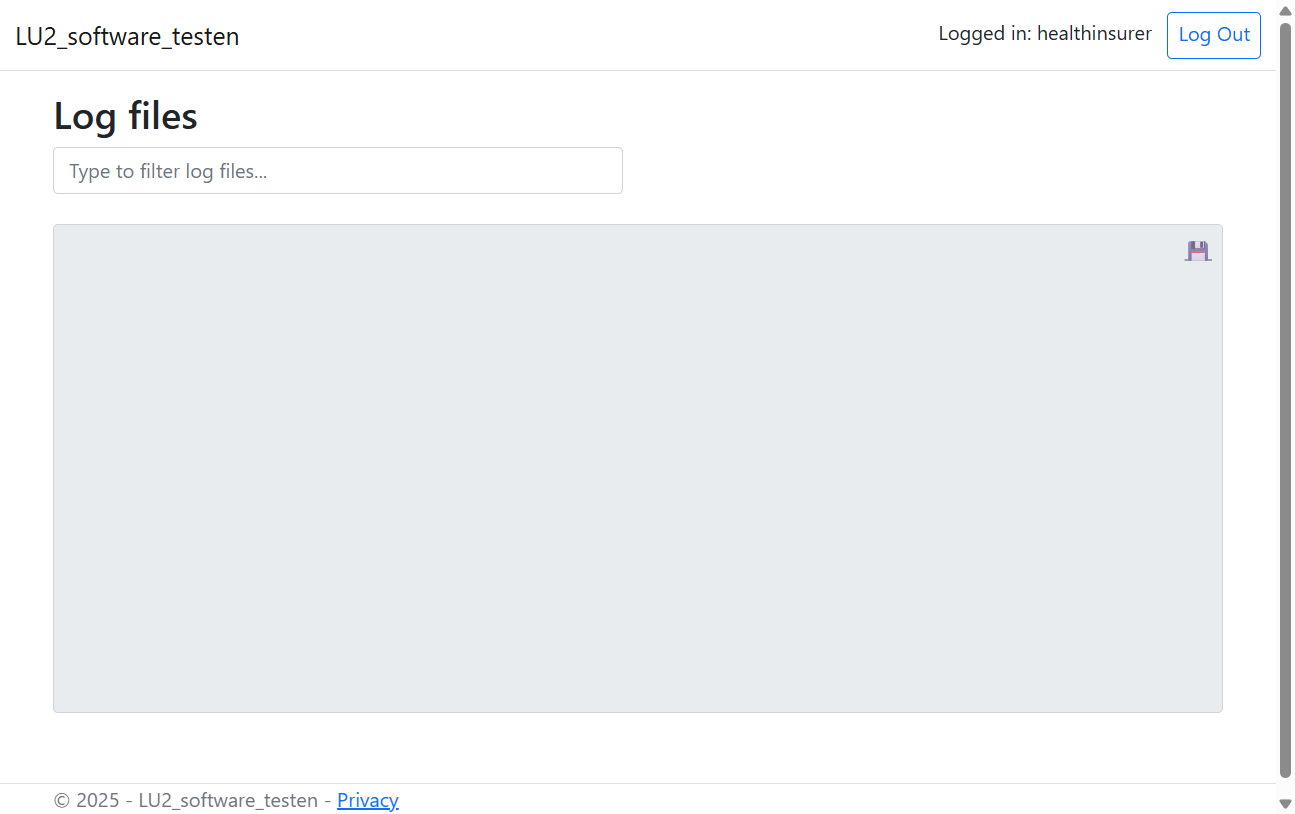 LU2_software_testen
Logged in: healthinsurer
Log Out
Log files
Type to filter log files...
© 2025 - LU2_software_testen - Privacy